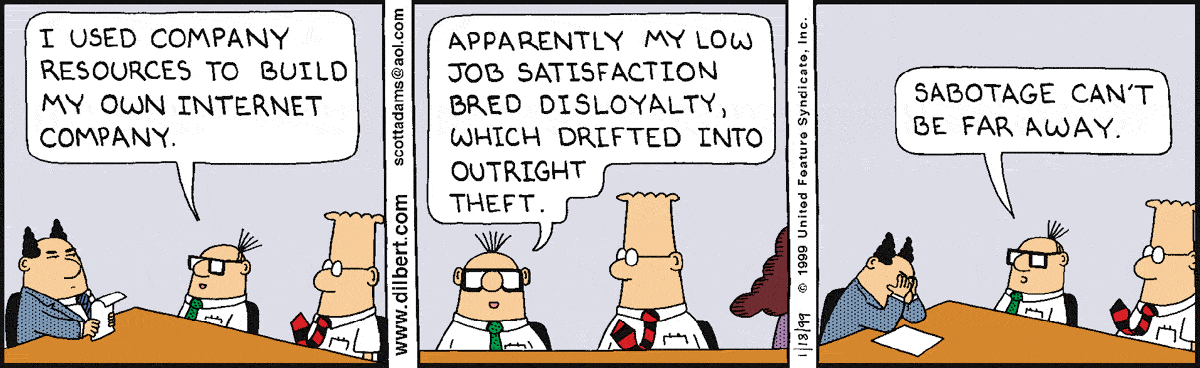 I USED COMPANY
RESOURCES TO BUILD
MY OWN INTERNET
COMPANY.
scottadams@aol.com
www.dilbert.com
APPARENTLY MY LOW
JOB SATISFACTION
BRED DISLOYALTY,
WHICH DRIFTED INTO
OUTRIGHT
THEFT.
1/13/99 © 1999 United Feature Syndicate, Inc.
SABOTAGE CAN'T
BE FAR AWAY.